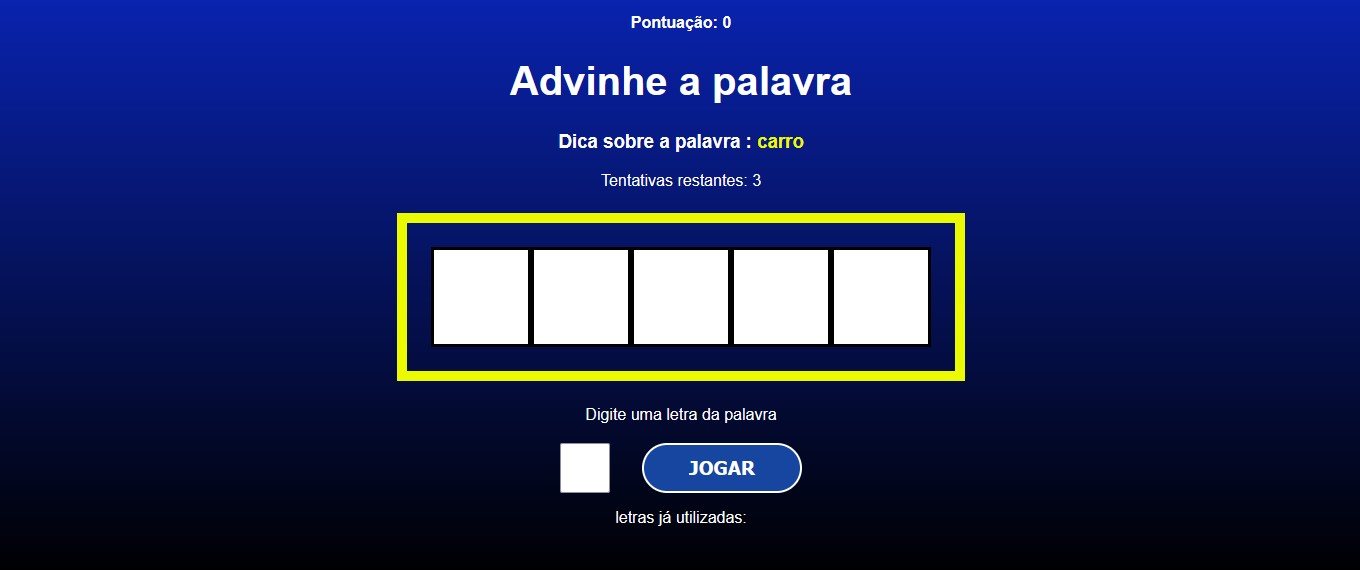 Pontuação: 0
Advinhe a palavra
Dica sobre a palavra : carro
Tentativas restantes: 3
Digite uma letra da palavra
JOGAR
letras já utilizadas: